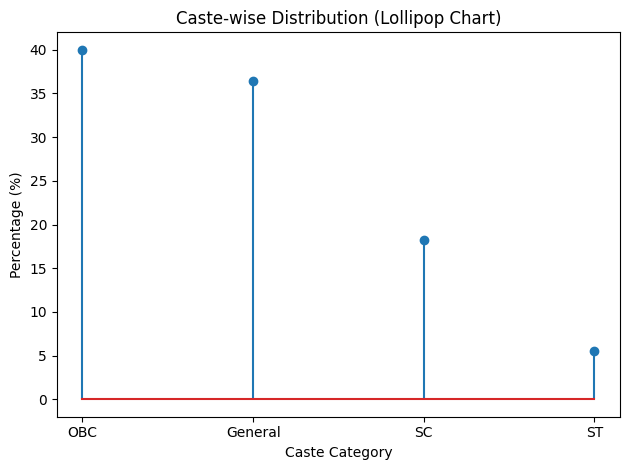 Caste-wise Distribution (Lollipop Chart)
Percentage (%)
40
35
30
25
20
15
10
5
0
OBC General SC ST
Caste Category